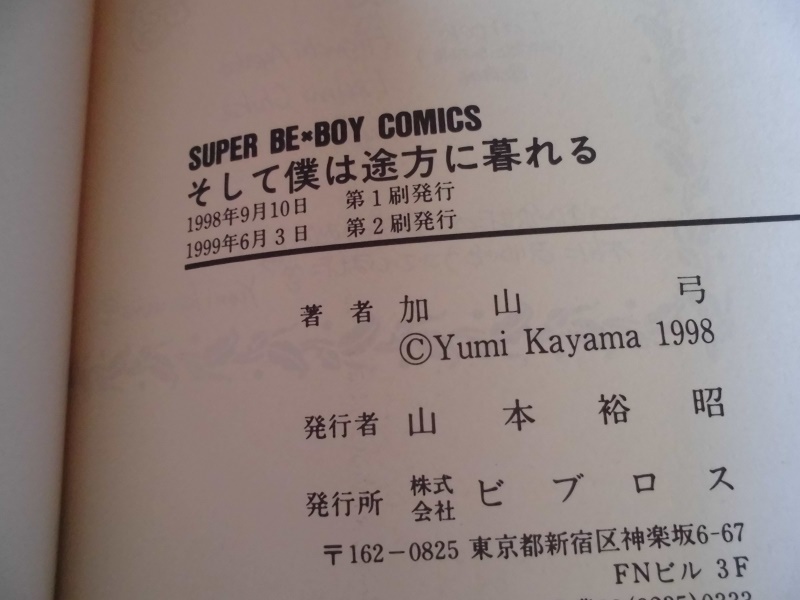 SUPER BE×BOY COMICS
そして僕は途方に暮れる
1998年9月10日 第1刷発行
1999年6月3日 第2刷発行
著者 加山弓
©Yumi Kayama 1998
発行者 山本裕昭
発行所 株式会社 ビブロス
〒162-0825 東京都新宿区神楽坂6-67
FNビル 3F